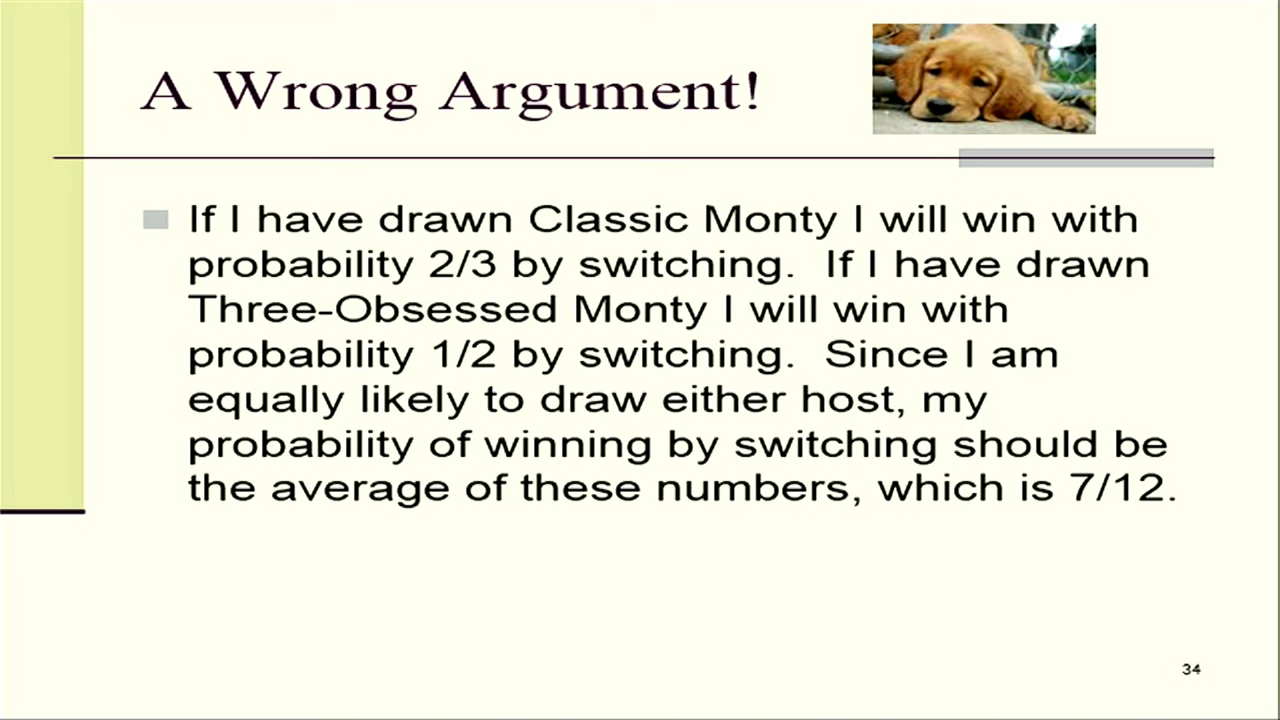 A Wrong Argument!
If I have drawn Classic Monty I will win with
probability 2/3 by switching. If I have drawn
Three-Obsessed Monty I will win with
probability 1/2 by switching. Since I am
equally likely to draw either host, my
probability of winning by switching should be
the average of these numbers, which is 7/12.
34